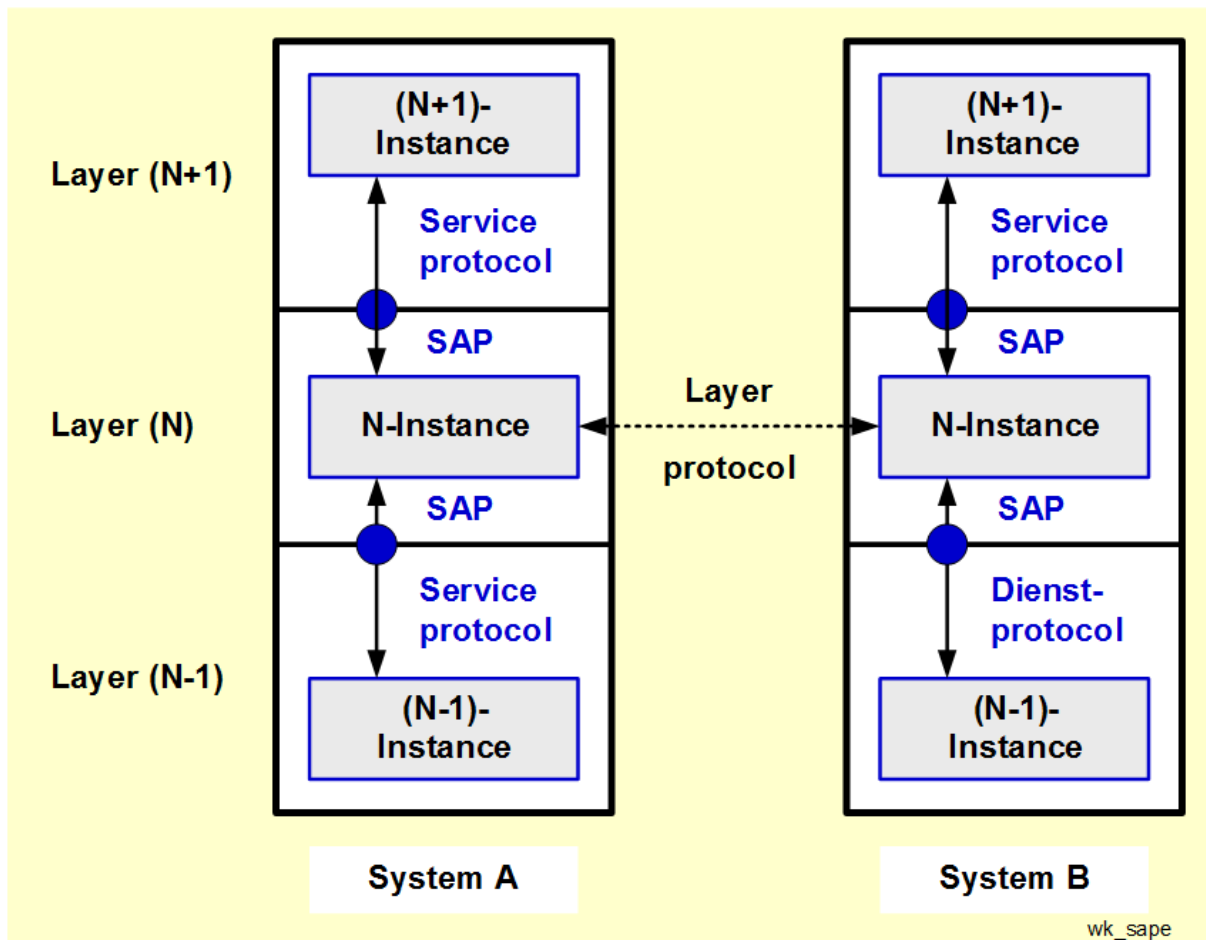 (N+1)-
Instance
(N+1)-
Instance
Layer (N+1)
Service
protocol
Service
protocol
SAP
SAP
Layer (N)
N-Instance
Layer
protocol
N-Instance
SAP
SAP
Service
protocol
Dienst-
protocol
Layer (N-1)
(N-1)-
Instance
(N-1)-
Instance
System A
System B
wk_sape